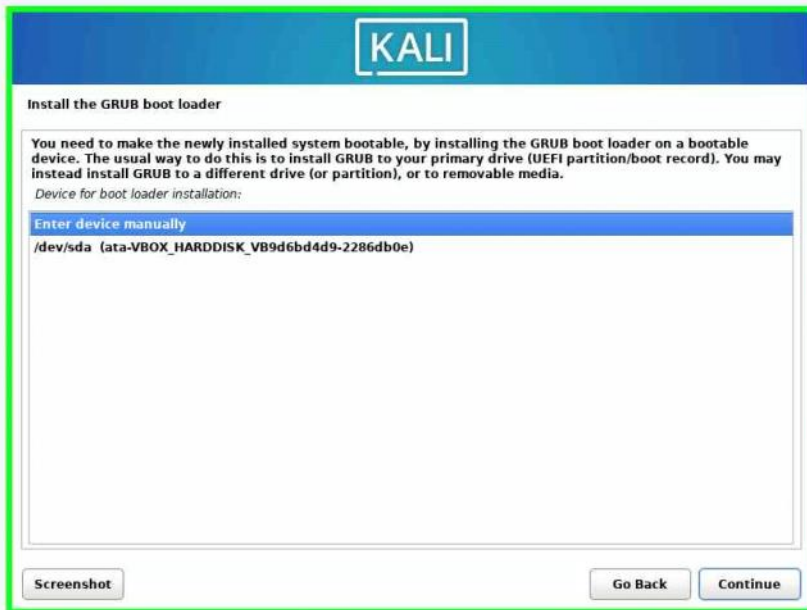 KALI
Install the GRUB boot loader
You need to make the newly installed system bootable, by installing the GRUB boot loader on a bootable
device. The usual way to do this is to install GRUB to your primary drive (UEFI partition/boot record). You may
instead install GRUB to a different drive (or partition), or to removable media.
Device for boot loader installation:
Enter device manually
/dev/sda (ata-VBOX_HARDDISK_VB9d6bd4d9-2286db0e)
Screenshot
Go Back
Continue